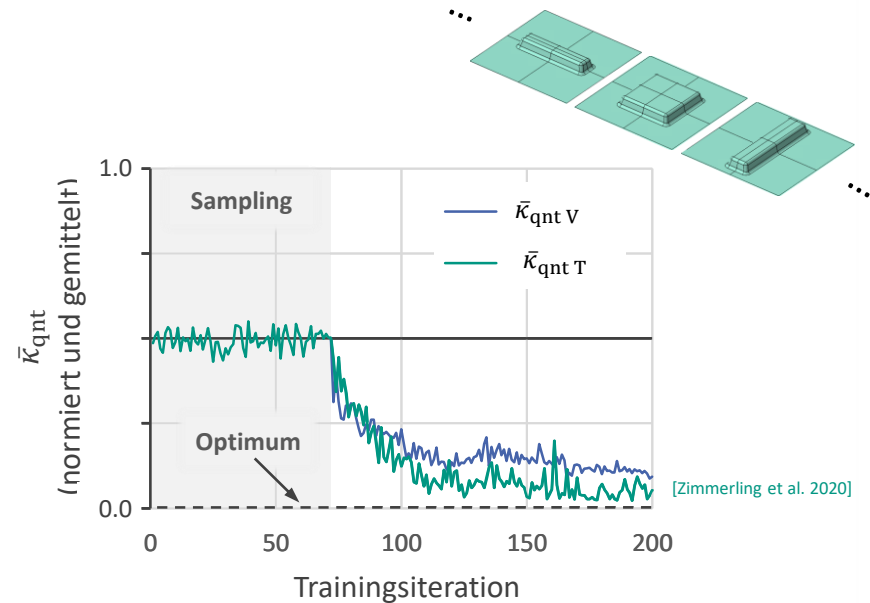 1.0
Sampling
κ̄qnt V
κ̄qnt T
κ̄qnt
(normiert und gemittelt)
Optimum
0.0
[Zimmerling et al. 2020]
0 50 100 150 200
Trainingsiteration